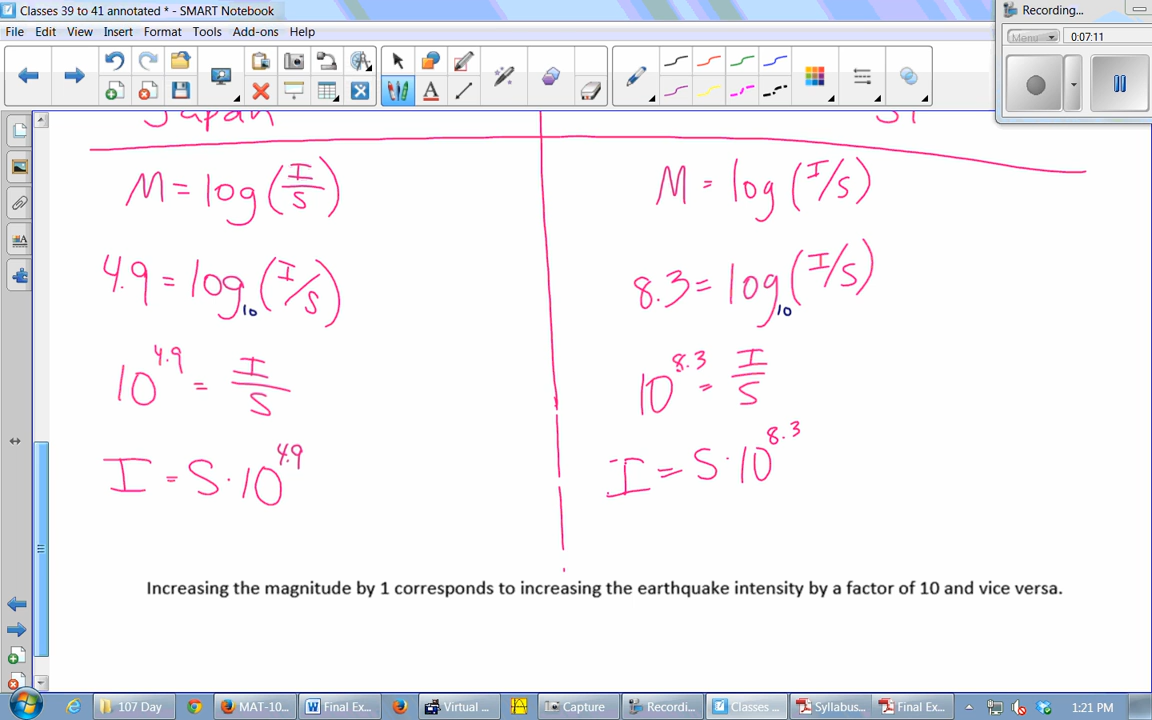 Classes 39 to 41 annotated * - SMART Notebook
Recording...
File Edit View Insert Format Tools Add-ons Help
Menu
0:07:11
Japan
M = log (I/S)
M = log (I/S)
4.9 = log10 (I/S)
8.3 = log10 (I/S)
10^4.9 = I/S
10^8.3 = I/S
I = S · 10^4.9
I = S · 10^8.3
Increasing the magnitude by 1 corresponds to increasing the earthquake intensity by a factor of 10 and vice versa.
107 Day
MAT-10...
Final Ex...
Virtual ...
Capture
Recordi...
Classes ...
Syllabus...
Final Ex...
1:21 PM